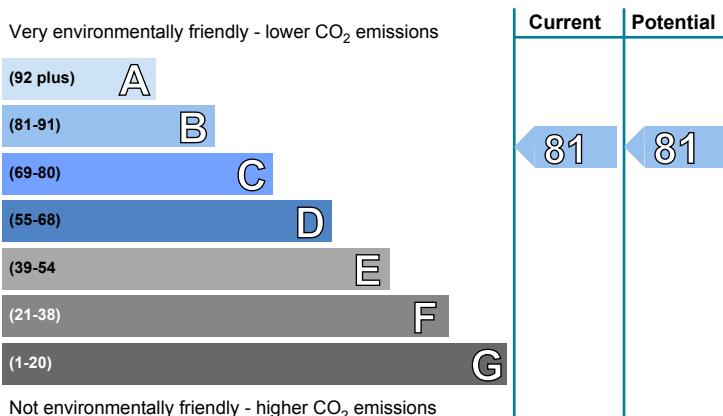 Very environmentally friendly - lower CO2 emissions
Current
Potential
(92 plus) A
(81-91) B
81
81
(69-80) C
(55-68) D
(39-54 E
(21-38) F
(1-20) G
Not environmentally friendly - higher CO2 emissions